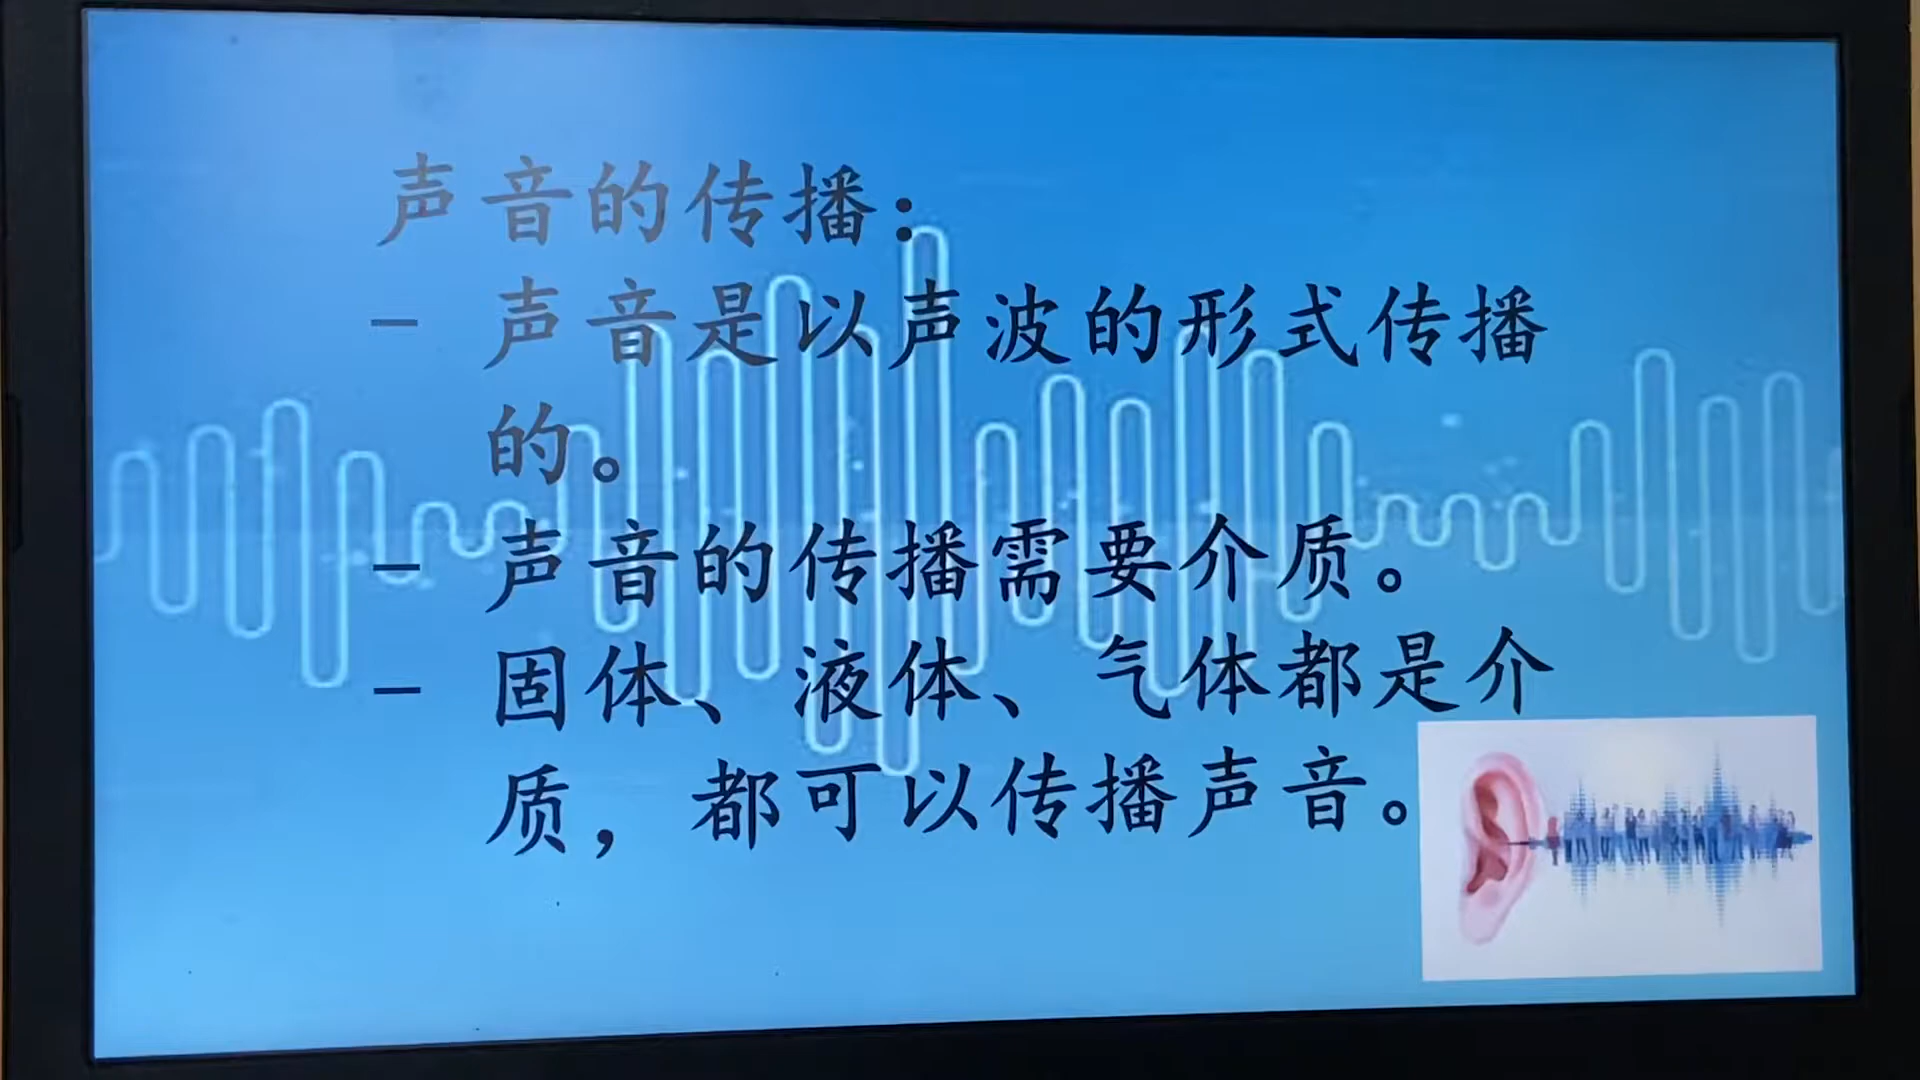 声音的传播：
- 声音是以声波的形式传播
的。
- 声音的传播需要介质。
- 固体、液体、气体都是介
质，都可以传播声音。